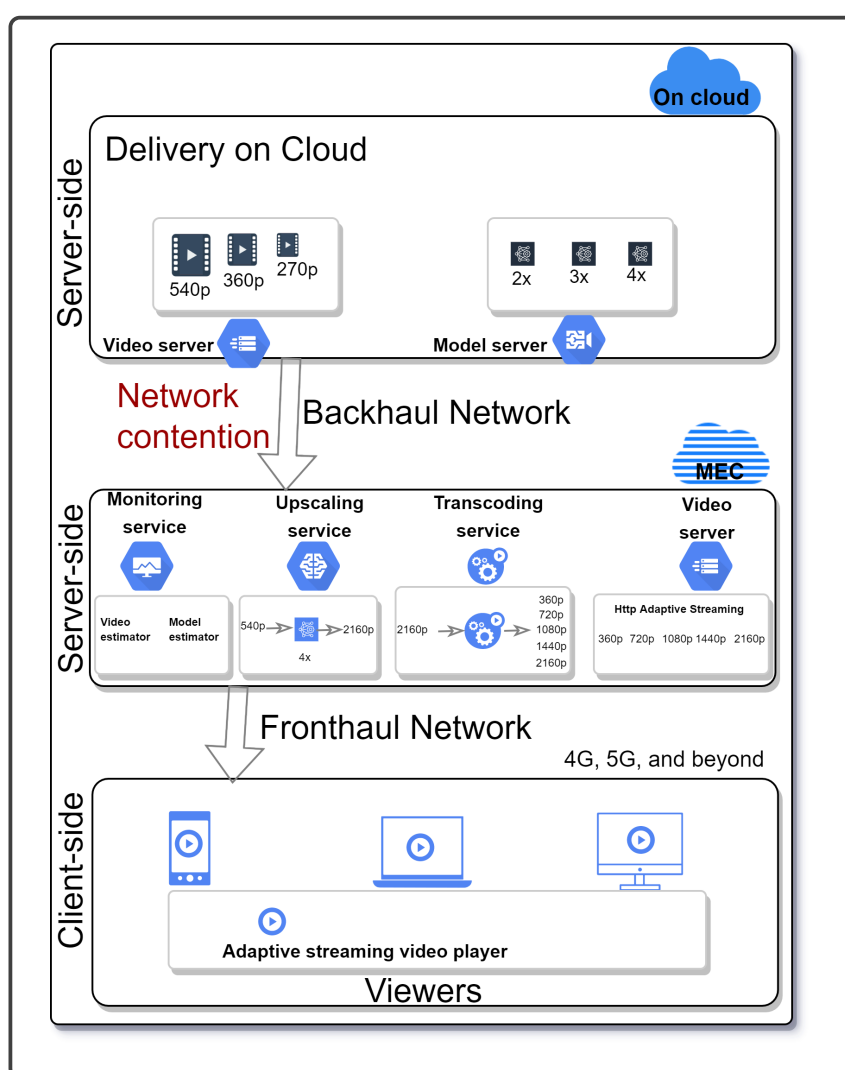 On cloud
Server-side
Delivery on Cloud
540p
360p
270p
2x
3x
4x
Video server
Model server
Network
contention
Backhaul Network
MEC
Server-side
Monitoring
service
Upscaling
service
Transcoding
service
Video
server
Video
estimator
Model
estimator
540p
2160p
4x
2160p
360p
720p
1080p
1440p
2160p
Http Adaptive Streaming
360p 720p 1080p 1440p 2160p
Fronthaul Network
4G, 5G, and beyond
Client-side
Adaptive streaming video player
Viewers